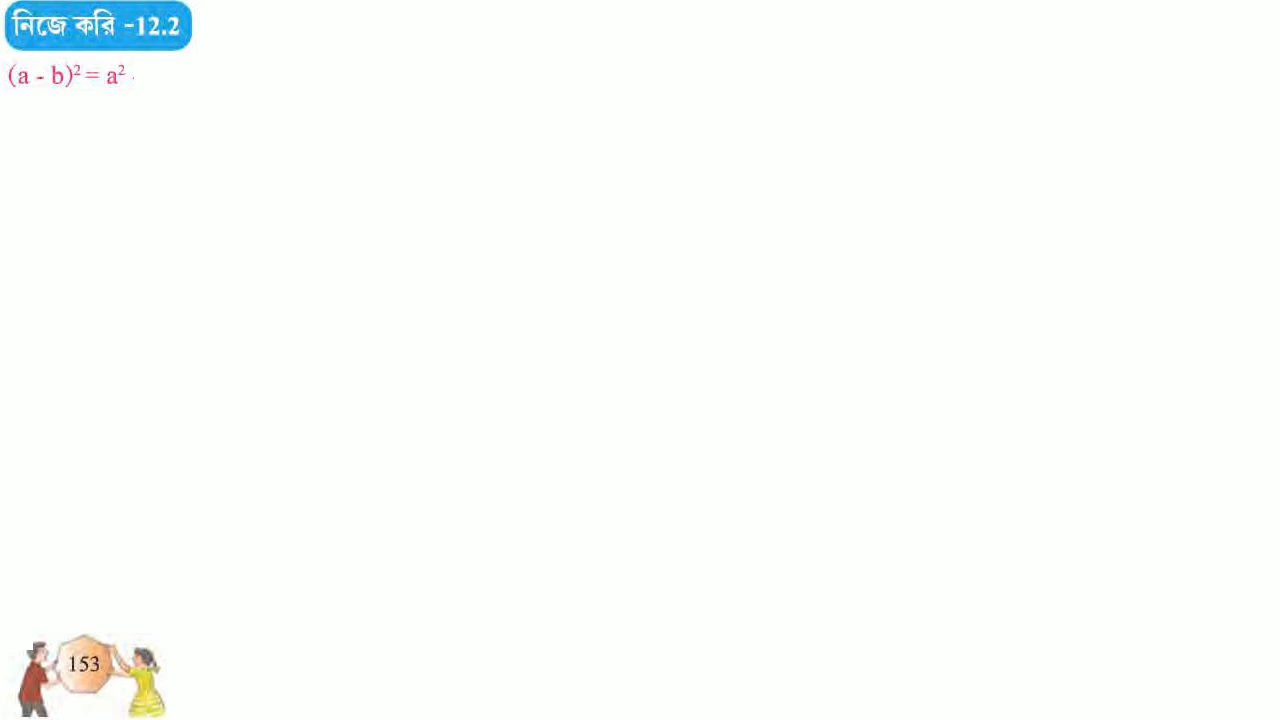 নিজে করি -12.2
(a - b)² = a²
153